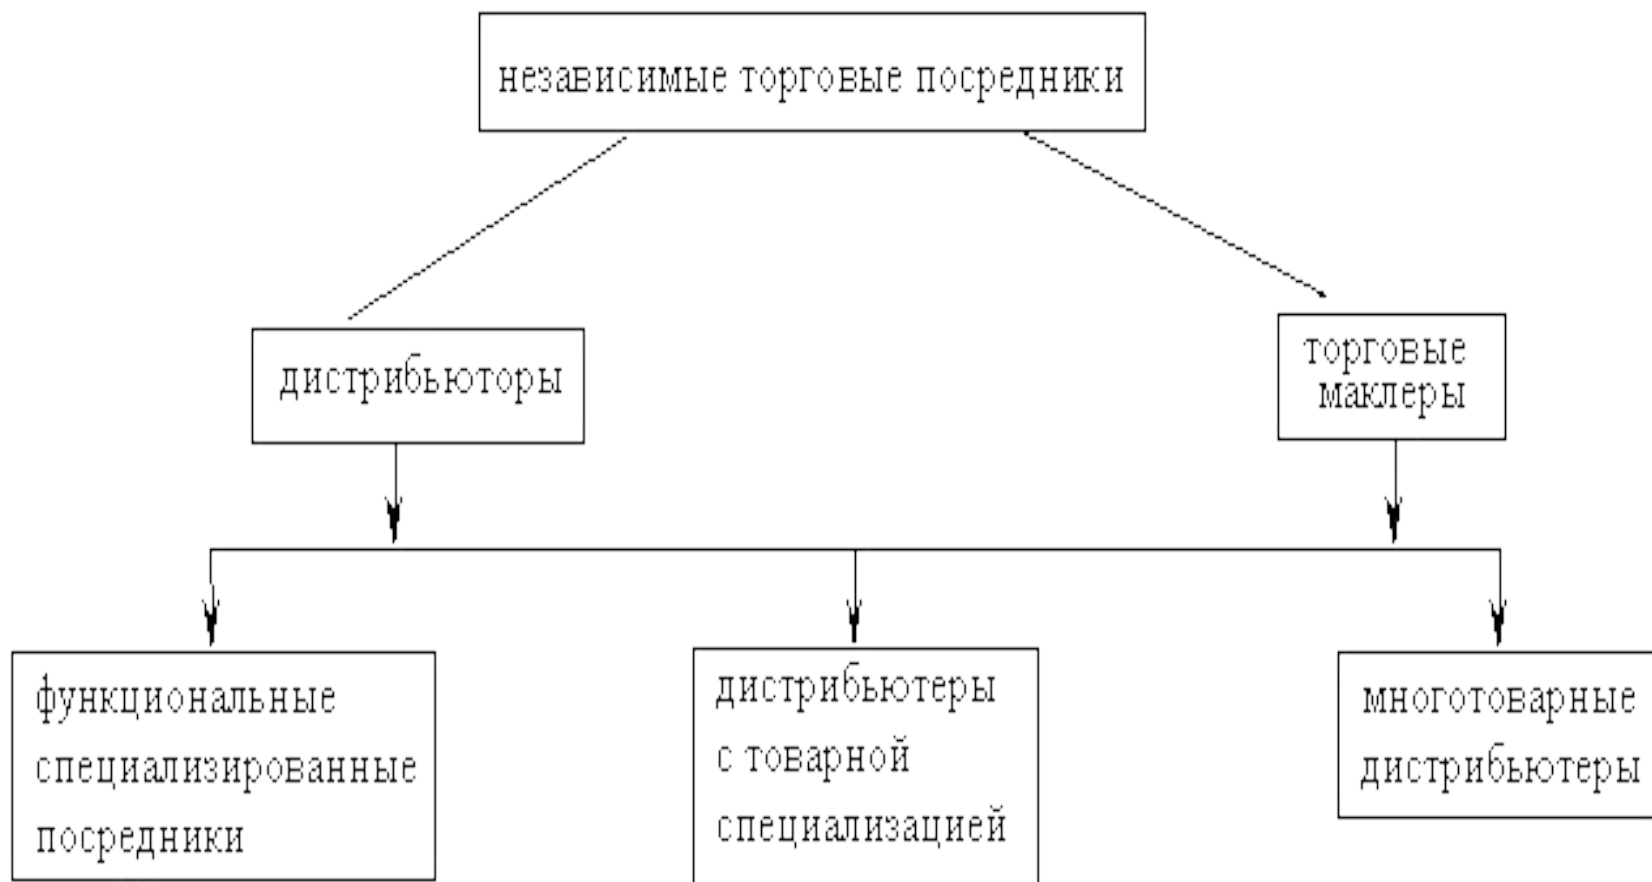 независимые торговые посредники
дистрибьюторы
торговые
маклеры
функциональные
специализированные
посредники
дистрибьютеры
с товарной
специализацией
многотоварные
дистрибьютеры